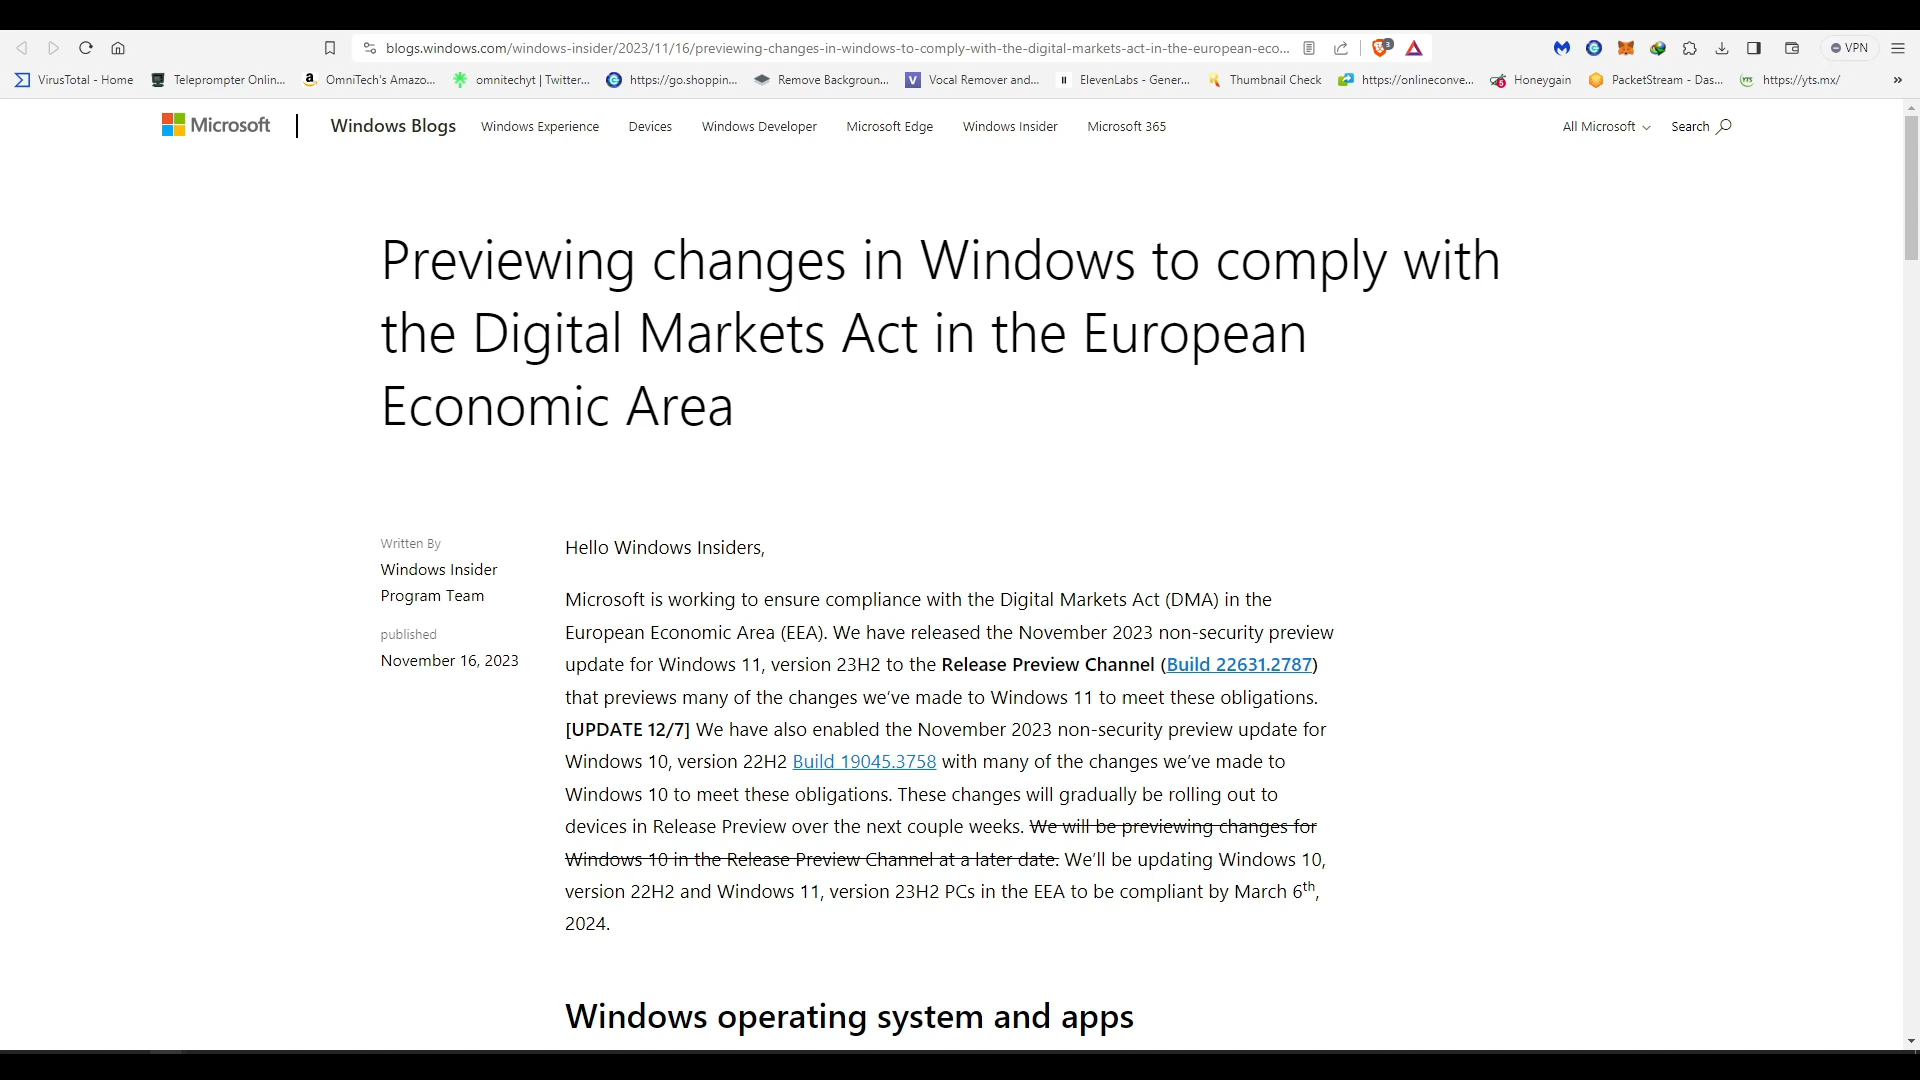 blogs.windows.com/windows-insider/2023/11/16/previewing-changes-in-windows-to-comply-with-the-digital-markets-act-in-the-european-eco...
3
VPN
VirusTotal - Home
Teleprompter Onlin...
OmniTech's Amazo...
omnitechyt | Twitter...
https://go.shoppin...
Remove Backgroun...
Vocal Remover and...
ElevenLabs - Gener...
Thumbnail Check
https://onlineconve...
Honeygain
PacketStream - Das...
https://yts.mx/
Microsoft
Windows Blogs
Windows Experience
Devices
Windows Developer
Microsoft Edge
Windows Insider
Microsoft 365
All Microsoft
Search
Previewing changes in Windows to comply with
the Digital Markets Act in the European
Economic Area
Written By
Windows Insider
Program Team
published
November 16, 2023
Hello Windows Insiders,
Microsoft is working to ensure compliance with the Digital Markets Act (DMA) in the
European Economic Area (EEA). We have released the November 2023 non-security preview
update for Windows 11, version 23H2 to the Release Preview Channel (Build 22631.2787)
that previews many of the changes we've made to Windows 11 to meet these obligations.
[UPDATE 12/7] We have also enabled the November 2023 non-security preview update for
Windows 10, version 22H2 Build 19045.3758 with many of the changes we've made to
Windows 10 to meet these obligations. These changes will gradually be rolling out to
devices in Release Preview over the next couple weeks. We will be previewing changes for
Windows 10 in the Release Preview Channel at a later date. We'll be updating Windows 10,
version 22H2 and Windows 11, version 23H2 PCs in the EEA to be compliant by March 6th,
2024.
Windows operating system and apps